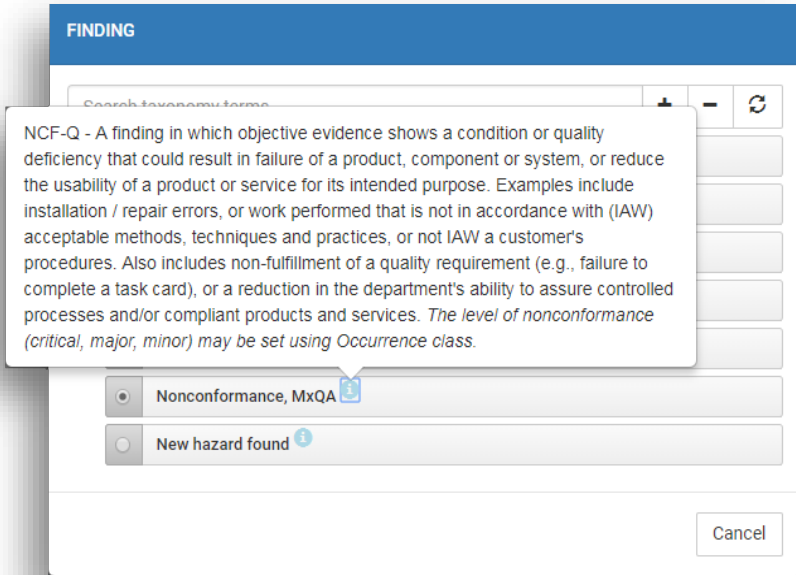 FINDING
Search taxonomy terms
NCF-Q - A finding in which objective evidence shows a condition or quality
deficiency that could result in failure of a product, component or system, or reduce
the usability of a product or service for its intended purpose. Examples include
installation / repair errors, or work performed that is not in accordance with (IAW)
acceptable methods, techniques and practices, or not IAW a customer's
procedures. Also includes non-fulfillment of a quality requirement (e.g., failure to
complete a task card), or a reduction in the department's ability to assure controlled
processes and/or compliant products and services. The level of nonconformance
(critical, major, minor) may be set using Occurrence class.
Nonconformance, MxQA
New hazard found
Cancel